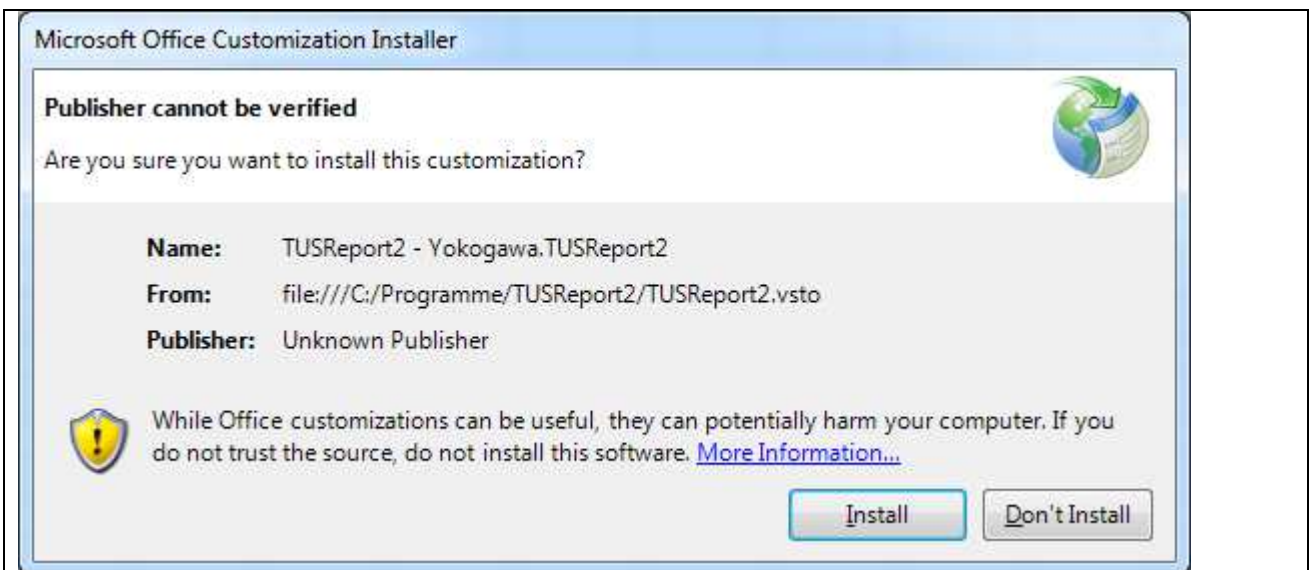 Microsoft Office Customization Installer
Publisher cannot be verified
Are you sure you want to install this customization?
Name: TUSReport2 - Yokogawa.TUSReport2
From: file:///C:/Programme/TUSReport2/TUSReport2.vsto
Publisher: Unknown Publisher
While Office customizations can be useful, they can potentially harm your computer. If you
do not trust the source, do not install this software. More Information...
Install Don't Install